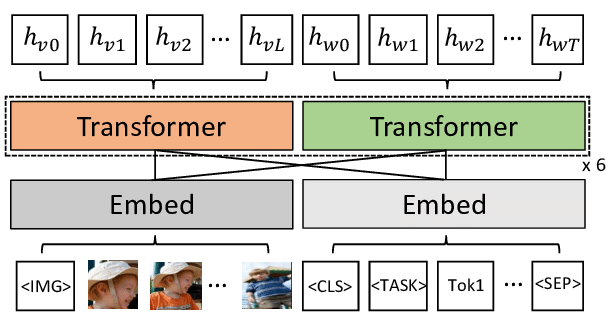 h_{v0} h_{v1} h_{v2} ... h_{vL} h_{w0} h_{w1} h_{w2} ... h_{wT}
Transformer Transformer
x 6
Embed Embed
<IMG> ... <CLS> <TASK> Tok1 ... <SEP>